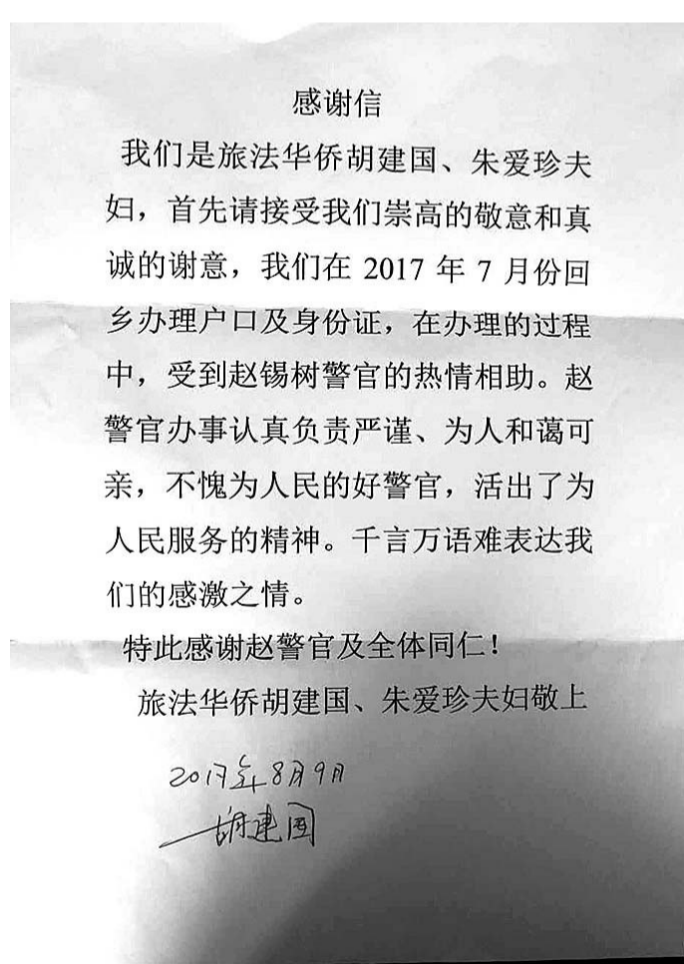 感谢信
我们是旅法华侨胡建国、朱爱珍夫
妇，首先请接受我们崇高的敬意和真
诚的谢意，我们在 2017 年 7 月份回
乡办理户口及身份证，在办理的过程
中，受到赵锡树警官的热情相助。赵
警官办事认真负责严谨、为人和蔼可
亲，不愧为人民的好警官，活出了为
人民服务的精神。千言万语难表达我
们的感激之情。
特此感谢赵警官及全体同仁！
旅法华侨胡建国、朱爱珍夫妇敬上
2017年8月9日
胡建国